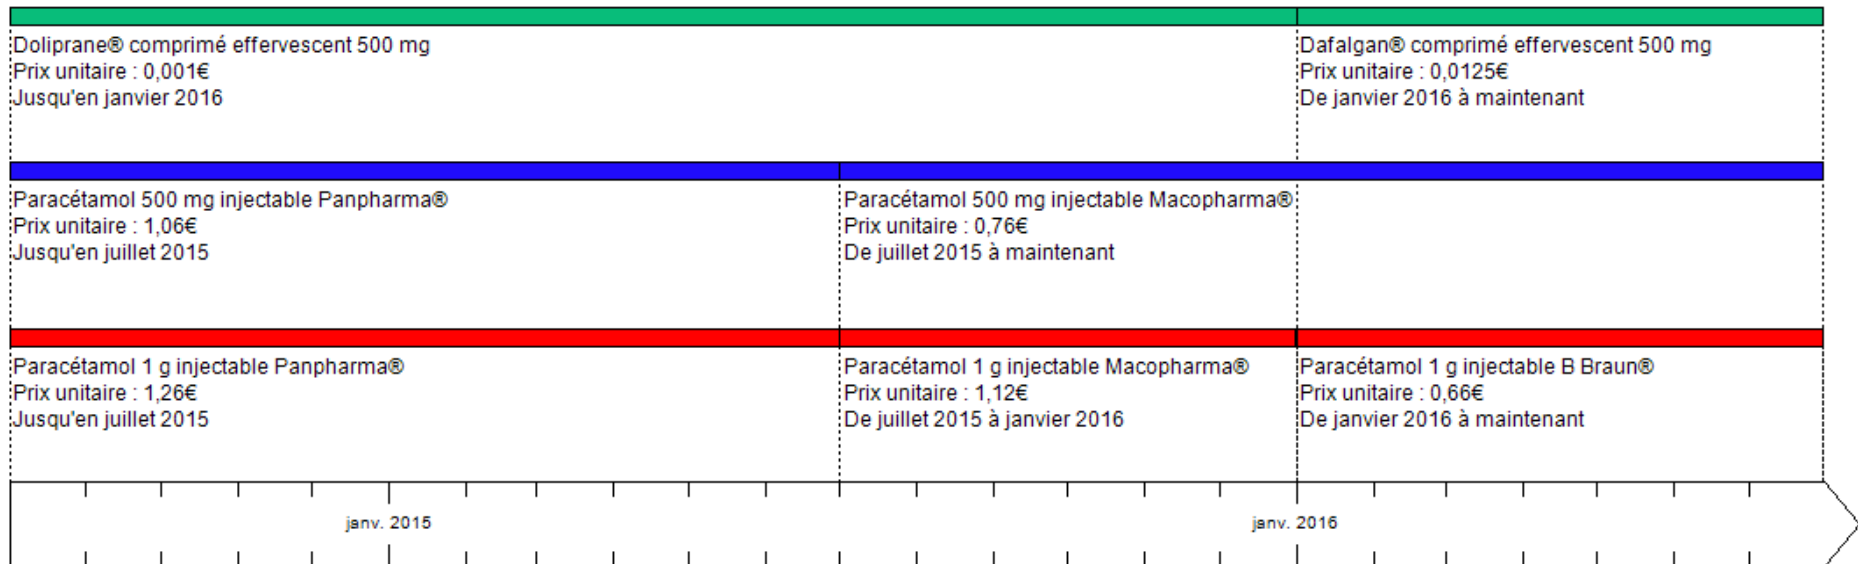 Doliprane® comprimé effervescent 500 mg
Prix unitaire : 0,001€
Jusqu'en janvier 2016
Dafalgan® comprimé effervescent 500 mg
Prix unitaire : 0,0125€
De janvier 2016 à maintenant
Paracétamol 500 mg injectable Panpharma®
Prix unitaire : 1,06€
Jusqu'en juillet 2015
Paracétamol 500 mg injectable Macopharma®
Prix unitaire : 0,76€
De juillet 2015 à maintenant
Paracétamol 1 g injectable Panpharma®
Prix unitaire : 1,26€
Jusqu'en juillet 2015
Paracétamol 1 g injectable Macopharma®
Prix unitaire : 1,12€
De juillet 2015 à janvier 2016
Paracétamol 1 g injectable B Braun®
Prix unitaire : 0,66€
De janvier 2016 à maintenant
janv. 2015
janv. 2016